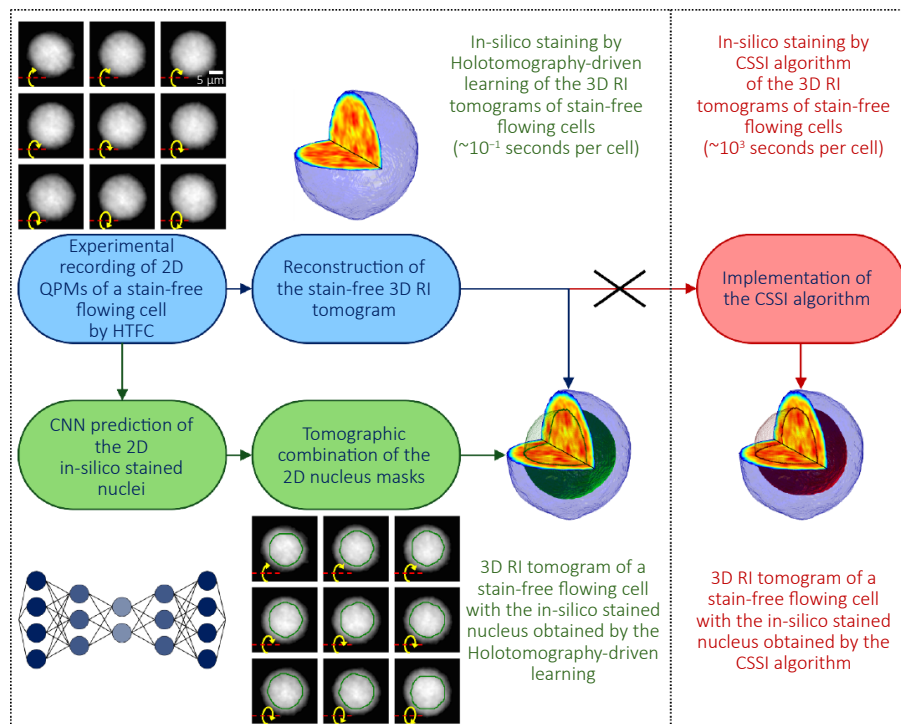 5 µm
In-silico staining by
Holotomography-driven
learning of the 3D RI
tomograms of stain-free
flowing cells
(~10⁻¹ seconds per cell)
In-silico staining by
CSSI algorithm
of the 3D RI
tomograms of stain-free
flowing cells
(~10³ seconds per cell)
Experimental
recording of 2D
QPMs of a stain-free
flowing cell
by HTFC
Reconstruction of
the stain-free 3D RI
tomogram
Implementation of
the CSSI algorithm
CNN prediction of
the 2D
in-silico stained
nuclei
Tomographic
combination of the
2D nucleus masks
3D RI tomogram of a
stain-free flowing cell
with the in-silico stained
nucleus obtained by the
Holotomography-driven
learning
3D RI tomogram of a
stain-free flowing cell
with the in-silico stained
nucleus obtained by the
CSSI algorithm